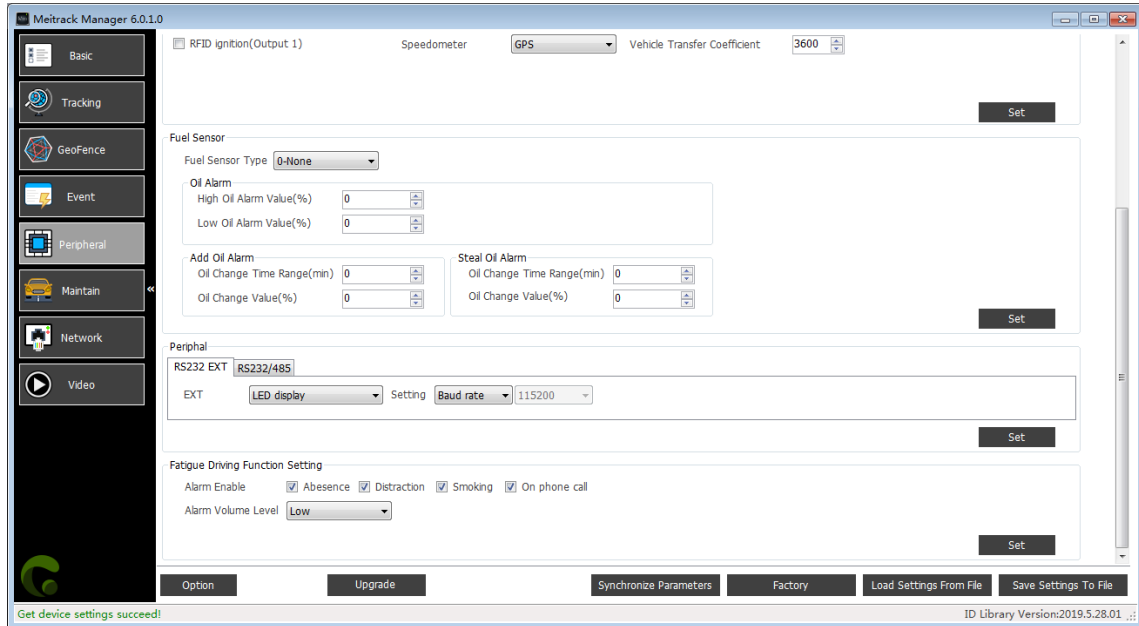 Meitrack Manager 6.0.1.0
Basic
Tracking
GeoFence
Event
Peripheral
Maintain
«
Network
Video
RFID ignition(Output 1) Speedometer GPS Vehicle Transfer Coefficient 3600
Set
Fuel Sensor
Fuel Sensor Type 0-None
Oil Alarm
High Oil Alarm Value(%) 0
Low Oil Alarm Value(%) 0
Add Oil Alarm
Oil Change Time Range(min) 0
Oil Change Value(%) 0
Steal Oil Alarm
Oil Change Time Range(min) 0
Oil Change Value(%) 0
Set
Periphal
RS232 EXT RS232/485
EXT LED display Setting Baud rate 115200
Set
Fatigue Driving Function Setting
Alarm Enable Abesence Distraction Smoking On phone call
Alarm Volume Level Low
Set
Option Upgrade Synchronize Parameters Factory Load Settings From File Save Settings To File
Get device settings succeed! ID Library Version:2019.5.28.01